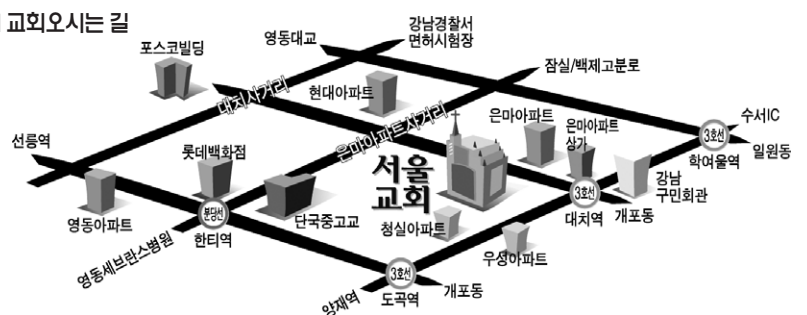 교회오시는 길
영동대교
강남경찰서
면허시험장
포스코빌딩
대치사거리
현대아파트
잠실/백제고분로
은마아파트사거리
은마아파트
은마아파트
상가
수서IC
3호선
학여울역
일원동
선릉역
롯데백화점
서울
교회
3호선
대치역
강남
구민회관
개포동
영동아파트
분당선
한티역
단국중고교
청실아파트
우성아파트
영동세브란스병원
3호선
도곡역
양재역
개포동